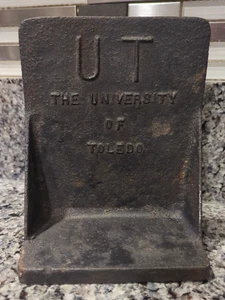 UT
THE UNIVERSITY
OF
TOLEDO